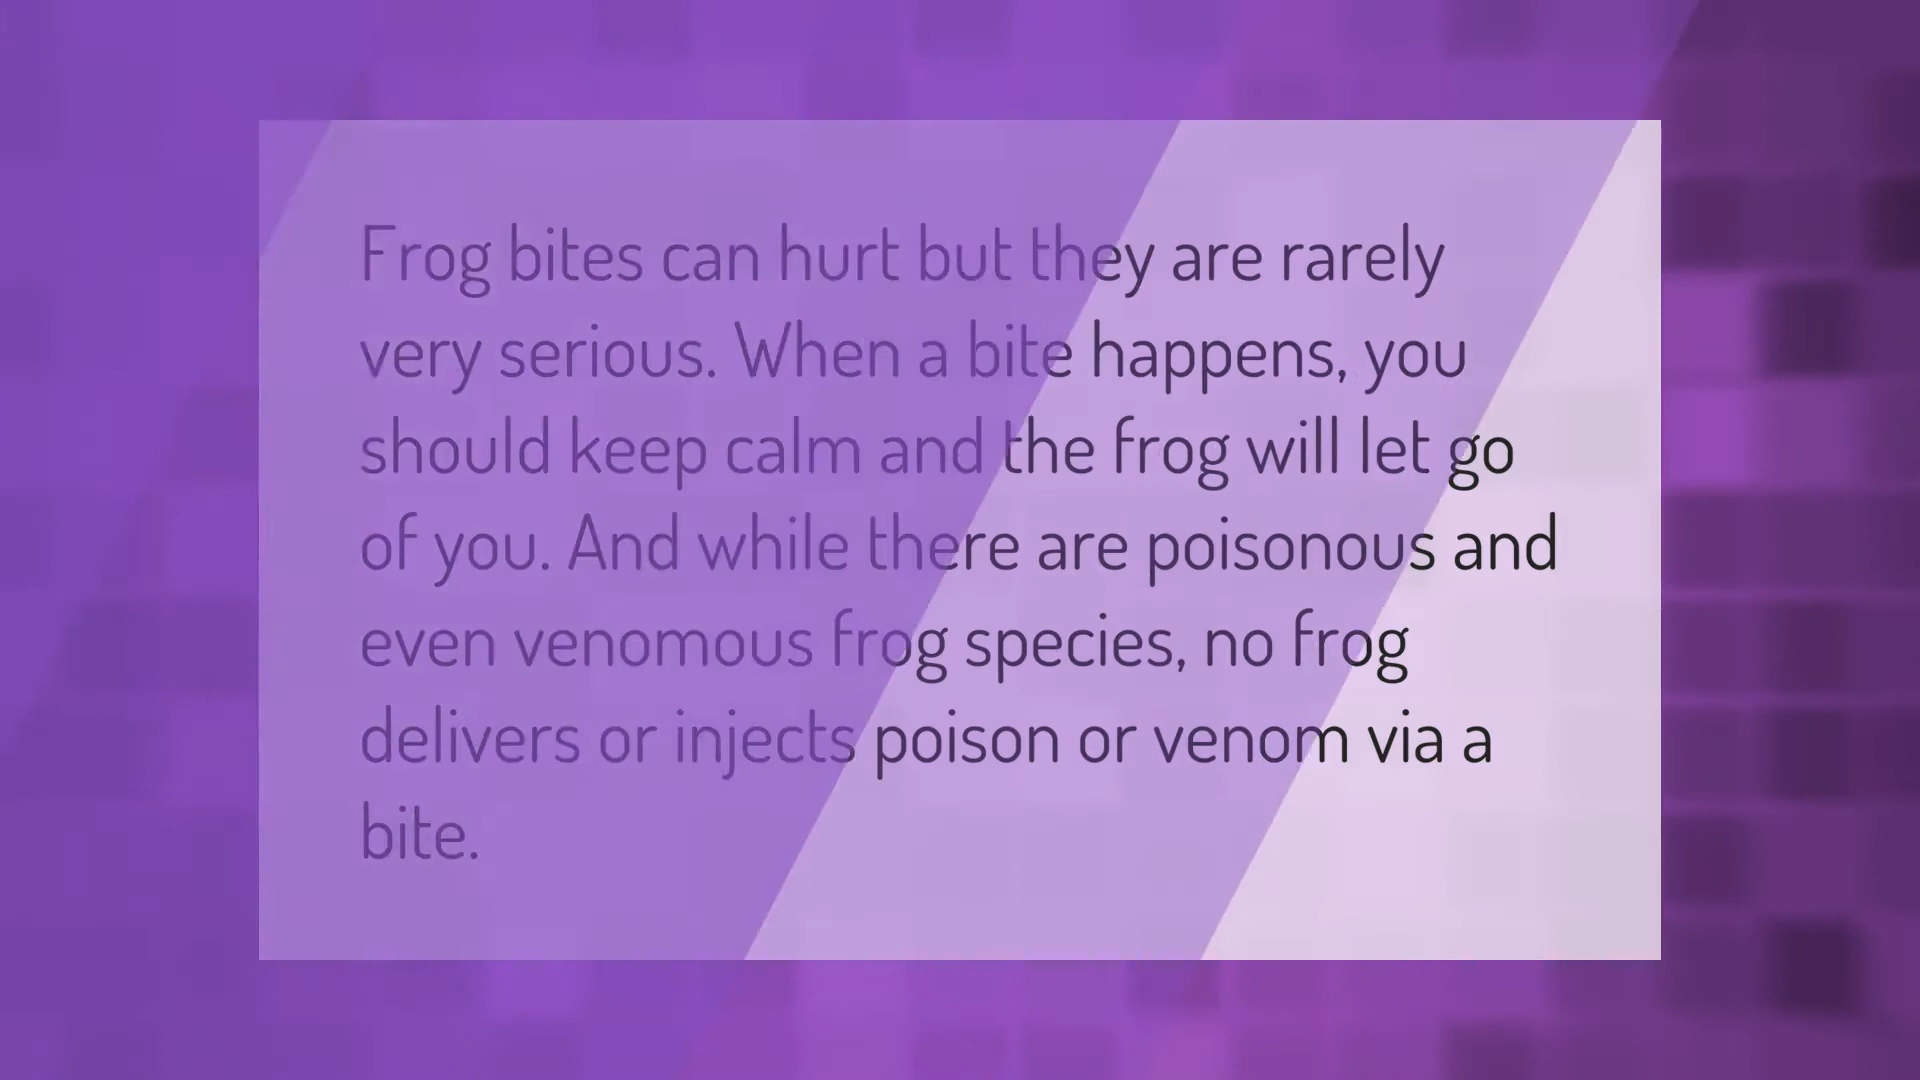 Frog bites can hurt but they are rarely
very serious. When a bite happens, you
should keep calm and the frog will let go
of you. And while there are poisonous and
even venomous frog species, no frog
delivers or injects poison or venom via a
bite.